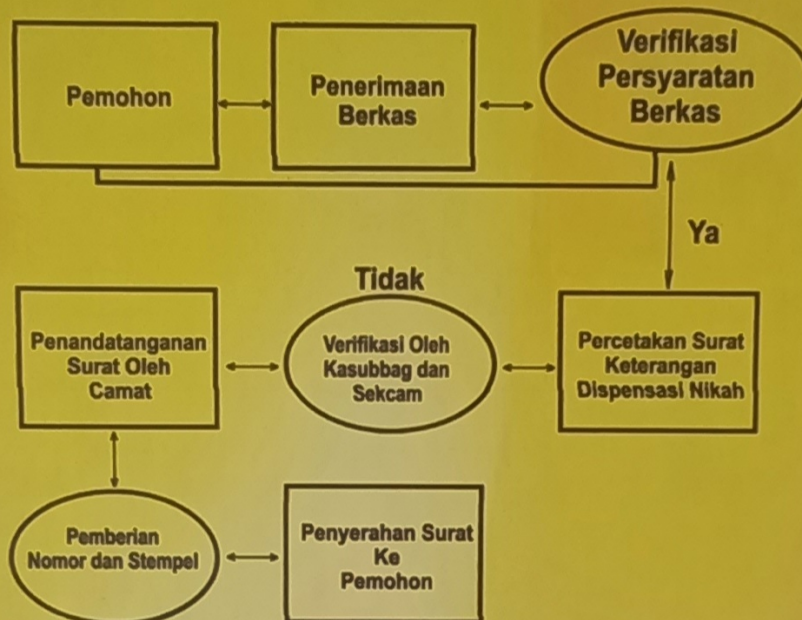 Pemohon
Penerimaan
Berkas
Verifikasi
Persyaratan
Berkas
Ya
Tidak
Penandatanganan
Surat Oleh
Camat
Verifikasi Oleh
Kasubbag dan
Sekcam
Percetakan Surat
Keterangan
Dispensasi Nikah
Pemberian
Nomor dan Stempel
Penyerahan Surat
Ke
Pemohon